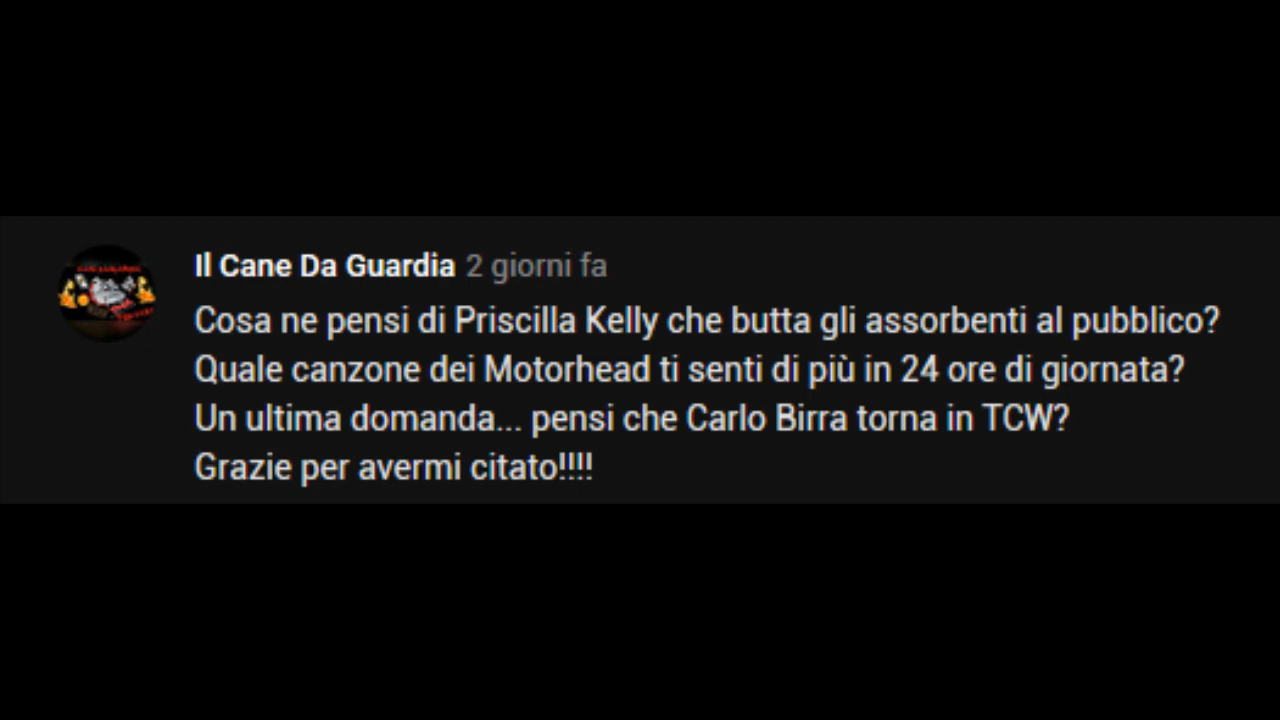 Il Cane Da Guardia 2 giorni fa
Cosa ne pensi di Priscilla Kelly che butta gli assorbenti al pubblico?
Quale canzone dei Motorhead ti senti di più in 24 ore di giornata?
Un ultima domanda... pensi che Carlo Birra torna in TCW?
Grazie per avermi citato!!!!